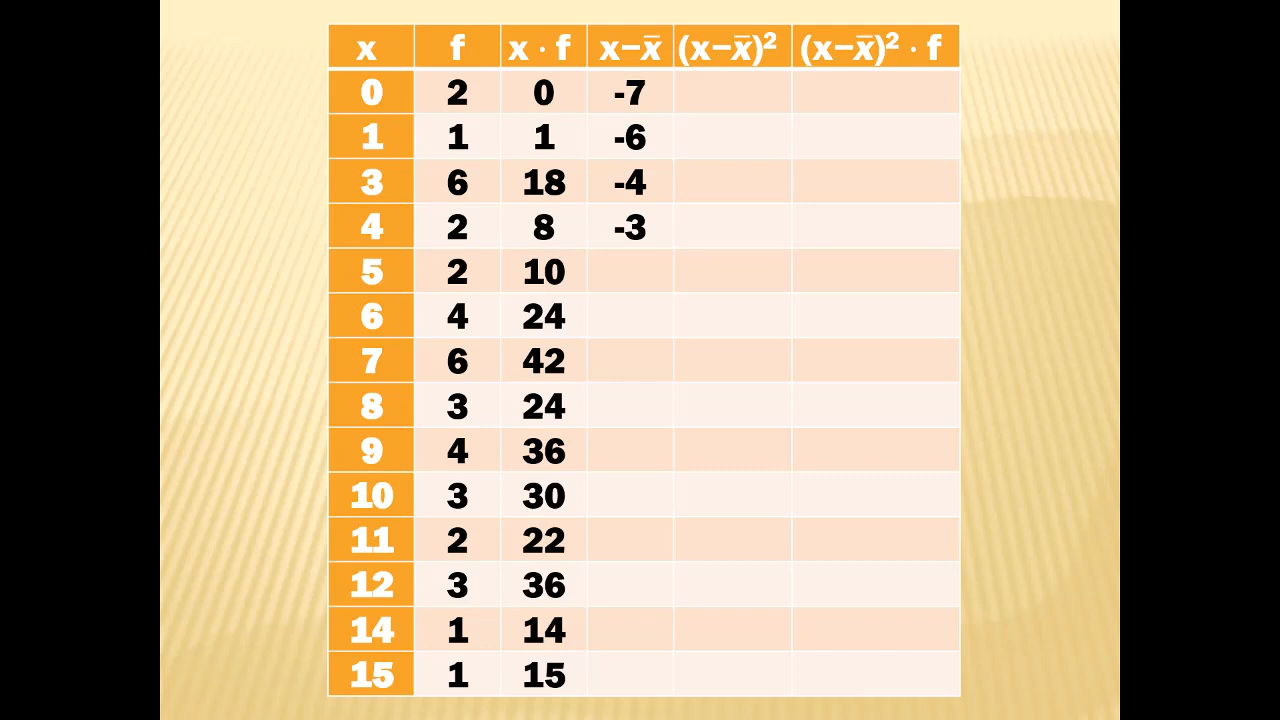 x f x · f x−x̅ (x−x̅)² (x−x̅)² · f
0 2 0 -7
1 1 1 -6
3 6 18 -4
4 2 8 -3
5 2 10
6 4 24
7 6 42
8 3 24
9 4 36
10 3 30
11 2 22
12 3 36
14 1 14
15 1 15